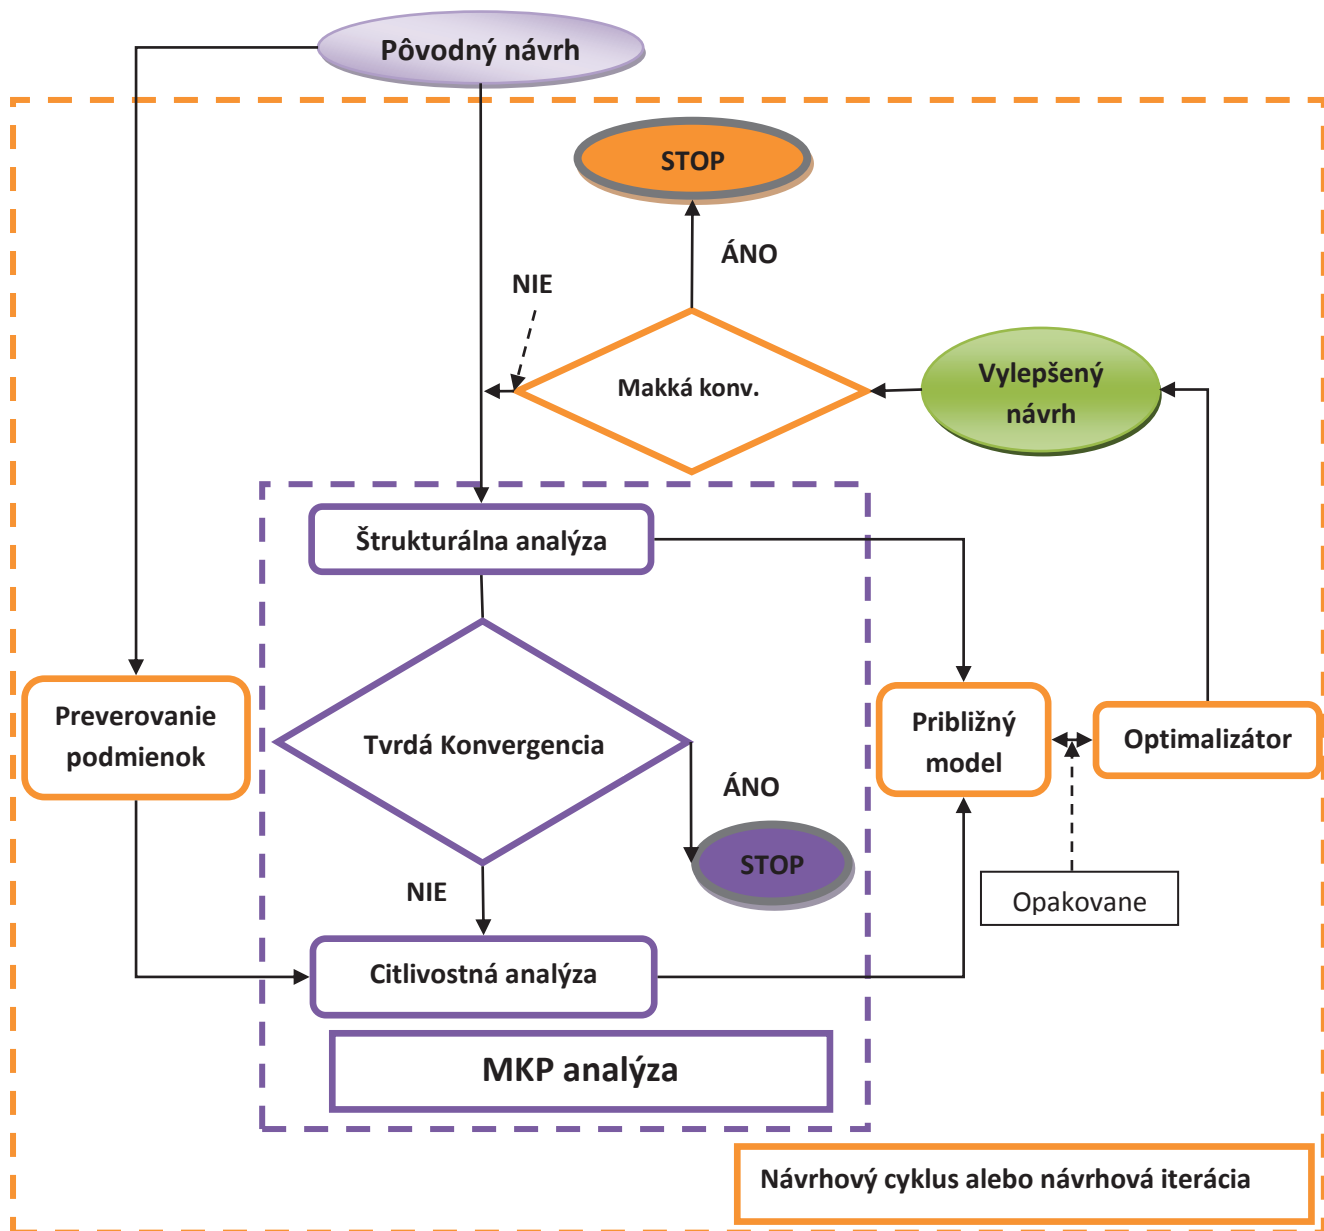 Pôvodný návrh
STOP
ÁNO
NIE
Makká konv.
Vylepšený
návrh
Štrukturálna analýza
Preverovanie
podmienok
Tvrdá Konvergencia
Približný
model
Optimalizátor
ÁNO
STOP
NIE
Opakovane
Citlivostná analýza
MKP analýza
Návrhový cyklus alebo návrhová iterácia